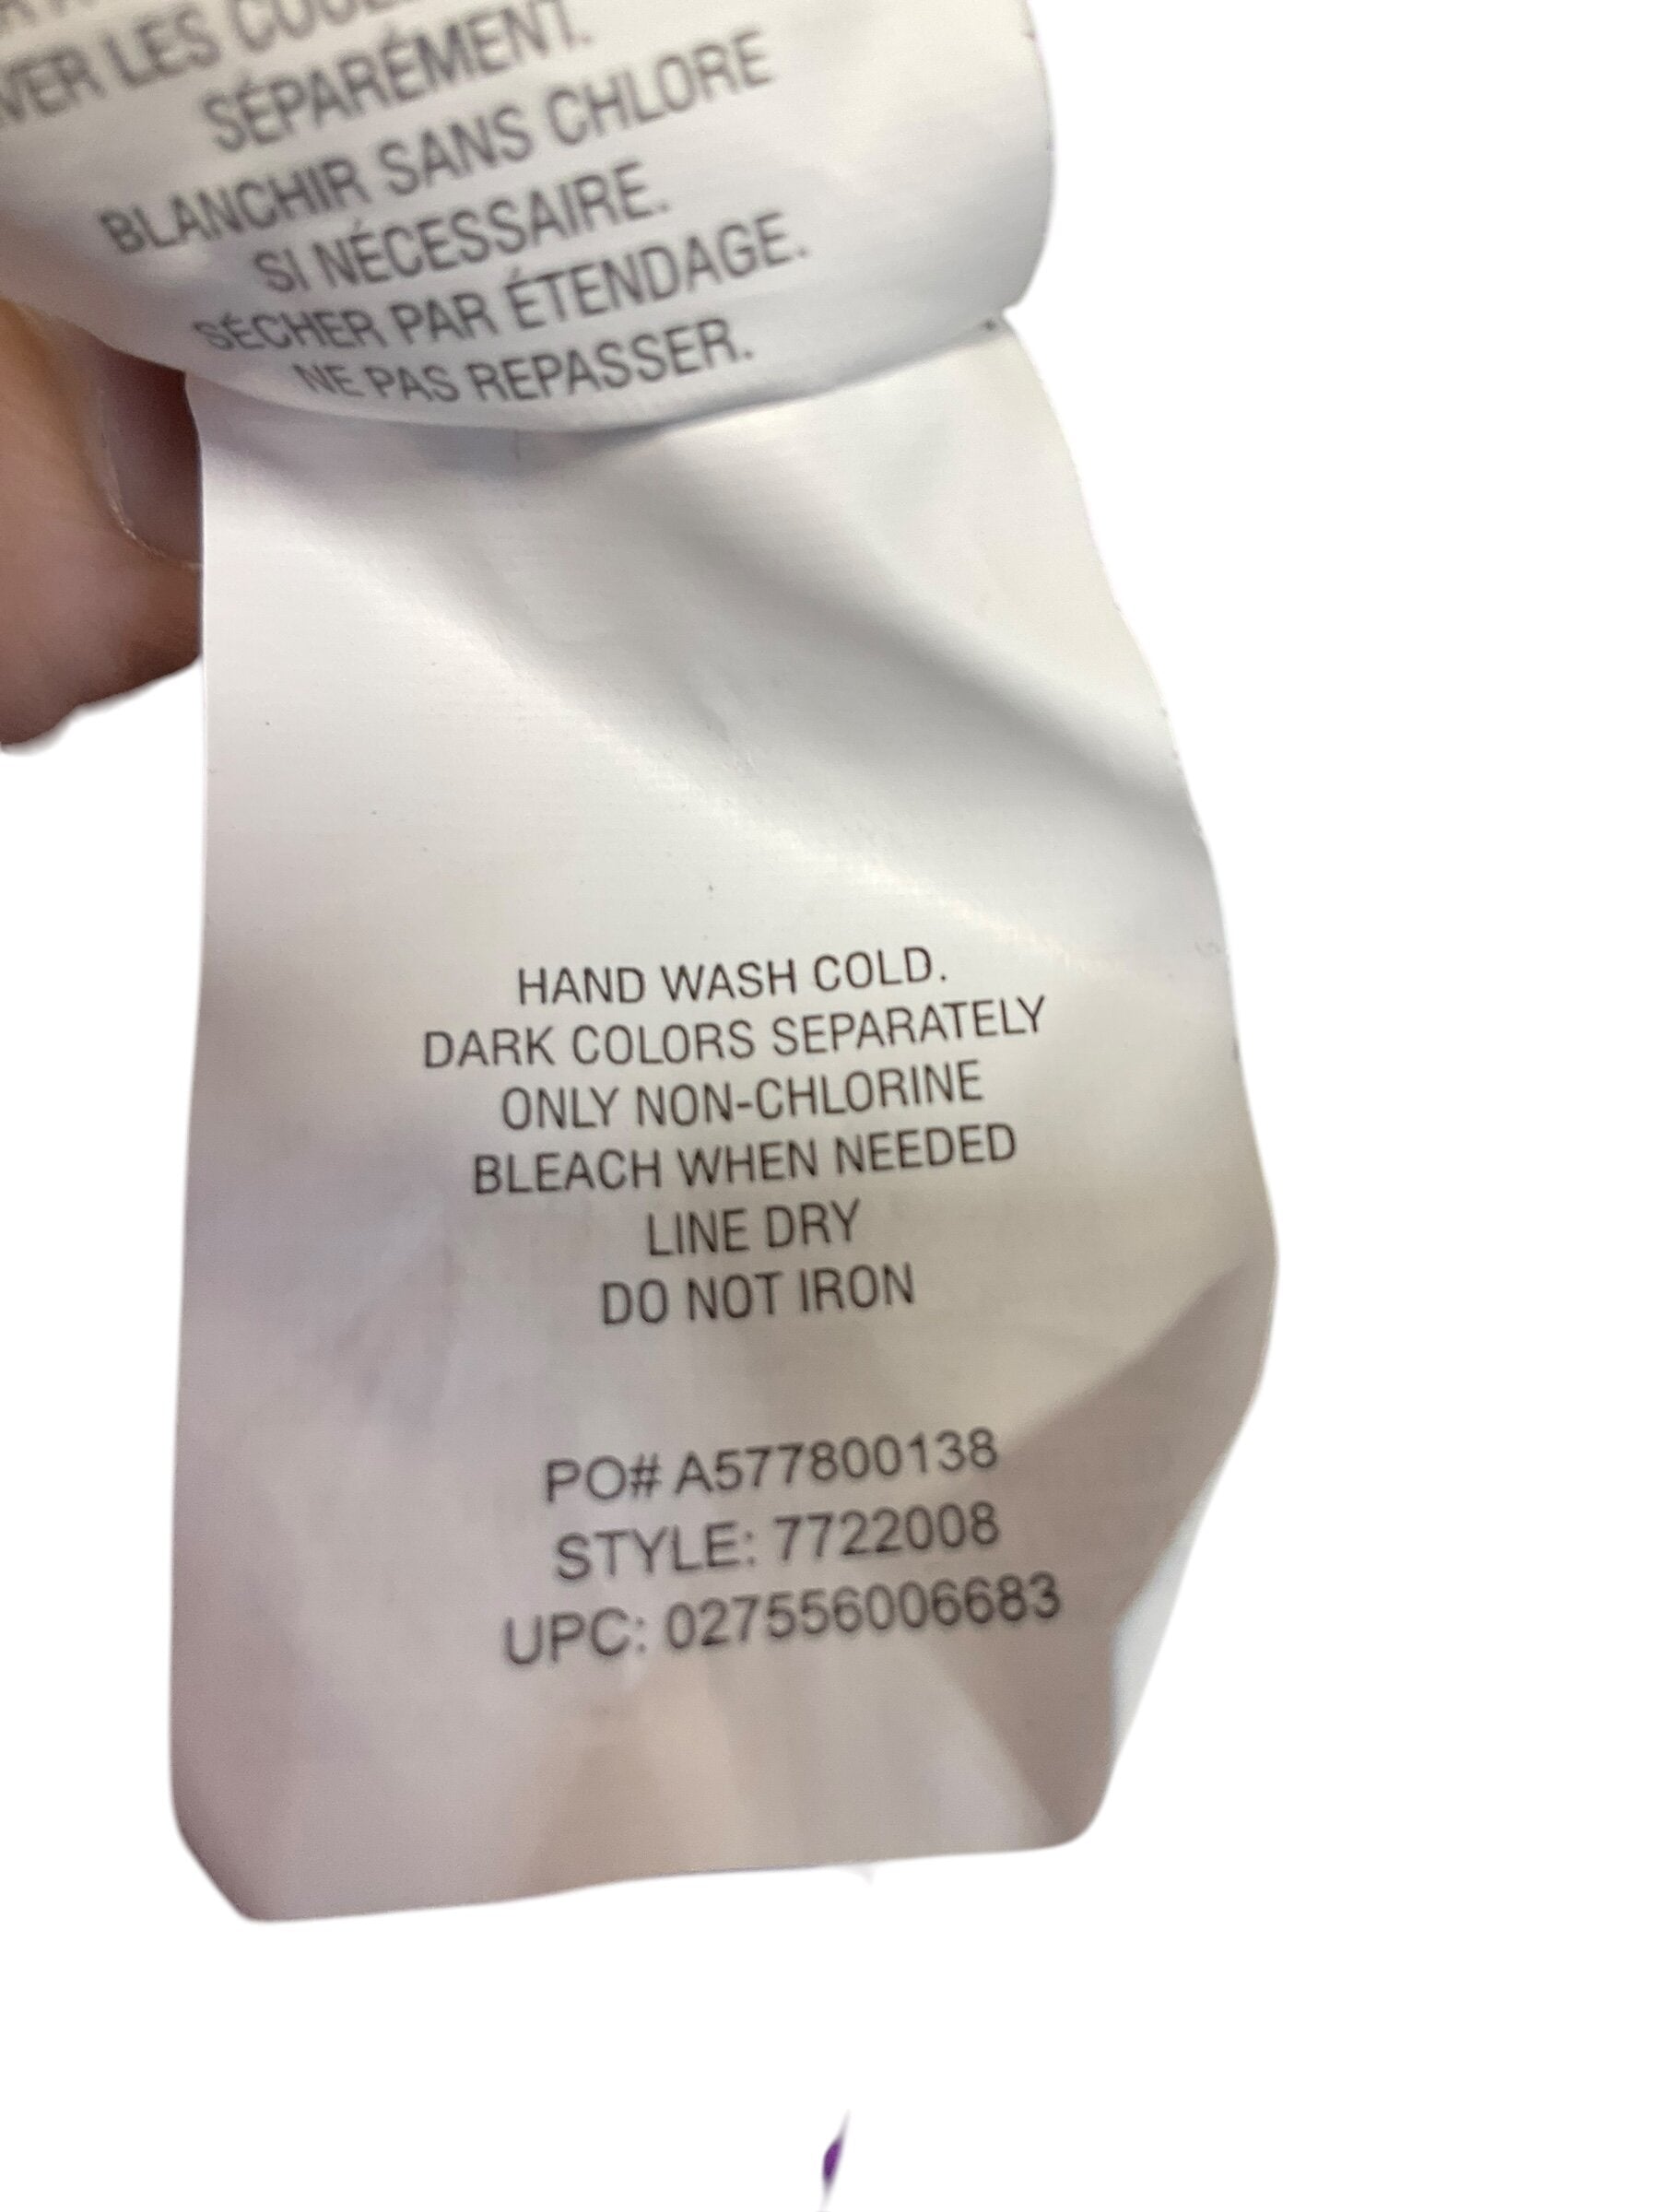 LES
SÉPARÉMENT.
BLANCHIR SANS CHLORE
SI NÉCESSAIRE.
SÉCHER PAR ÉTENDAGE.
NE PAS REPASSER.
HAND WASH COLD.
DARK COLORS SEPARATELY
ONLY NON-CHLORINE
BLEACH WHEN NEEDED
LINE DRY
DO NOT IRON
PO# A577800138
STYLE: 7722008
UPC: 027556006683